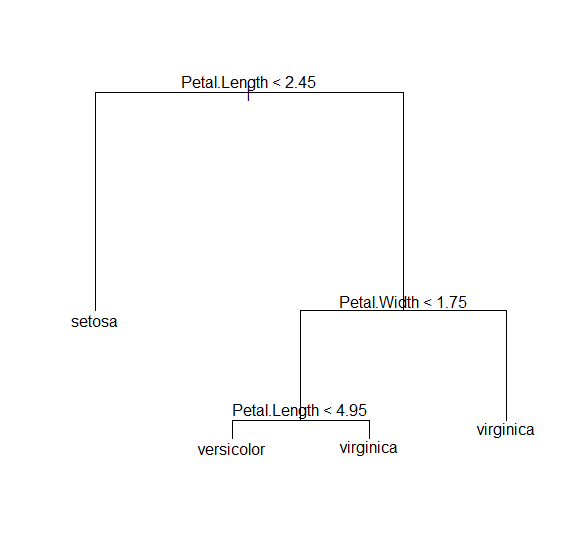 Petal.Length < 2.45
Petal.Width < 1.75
setosa
Petal.Length < 4.95
virginica
versicolor
virginica